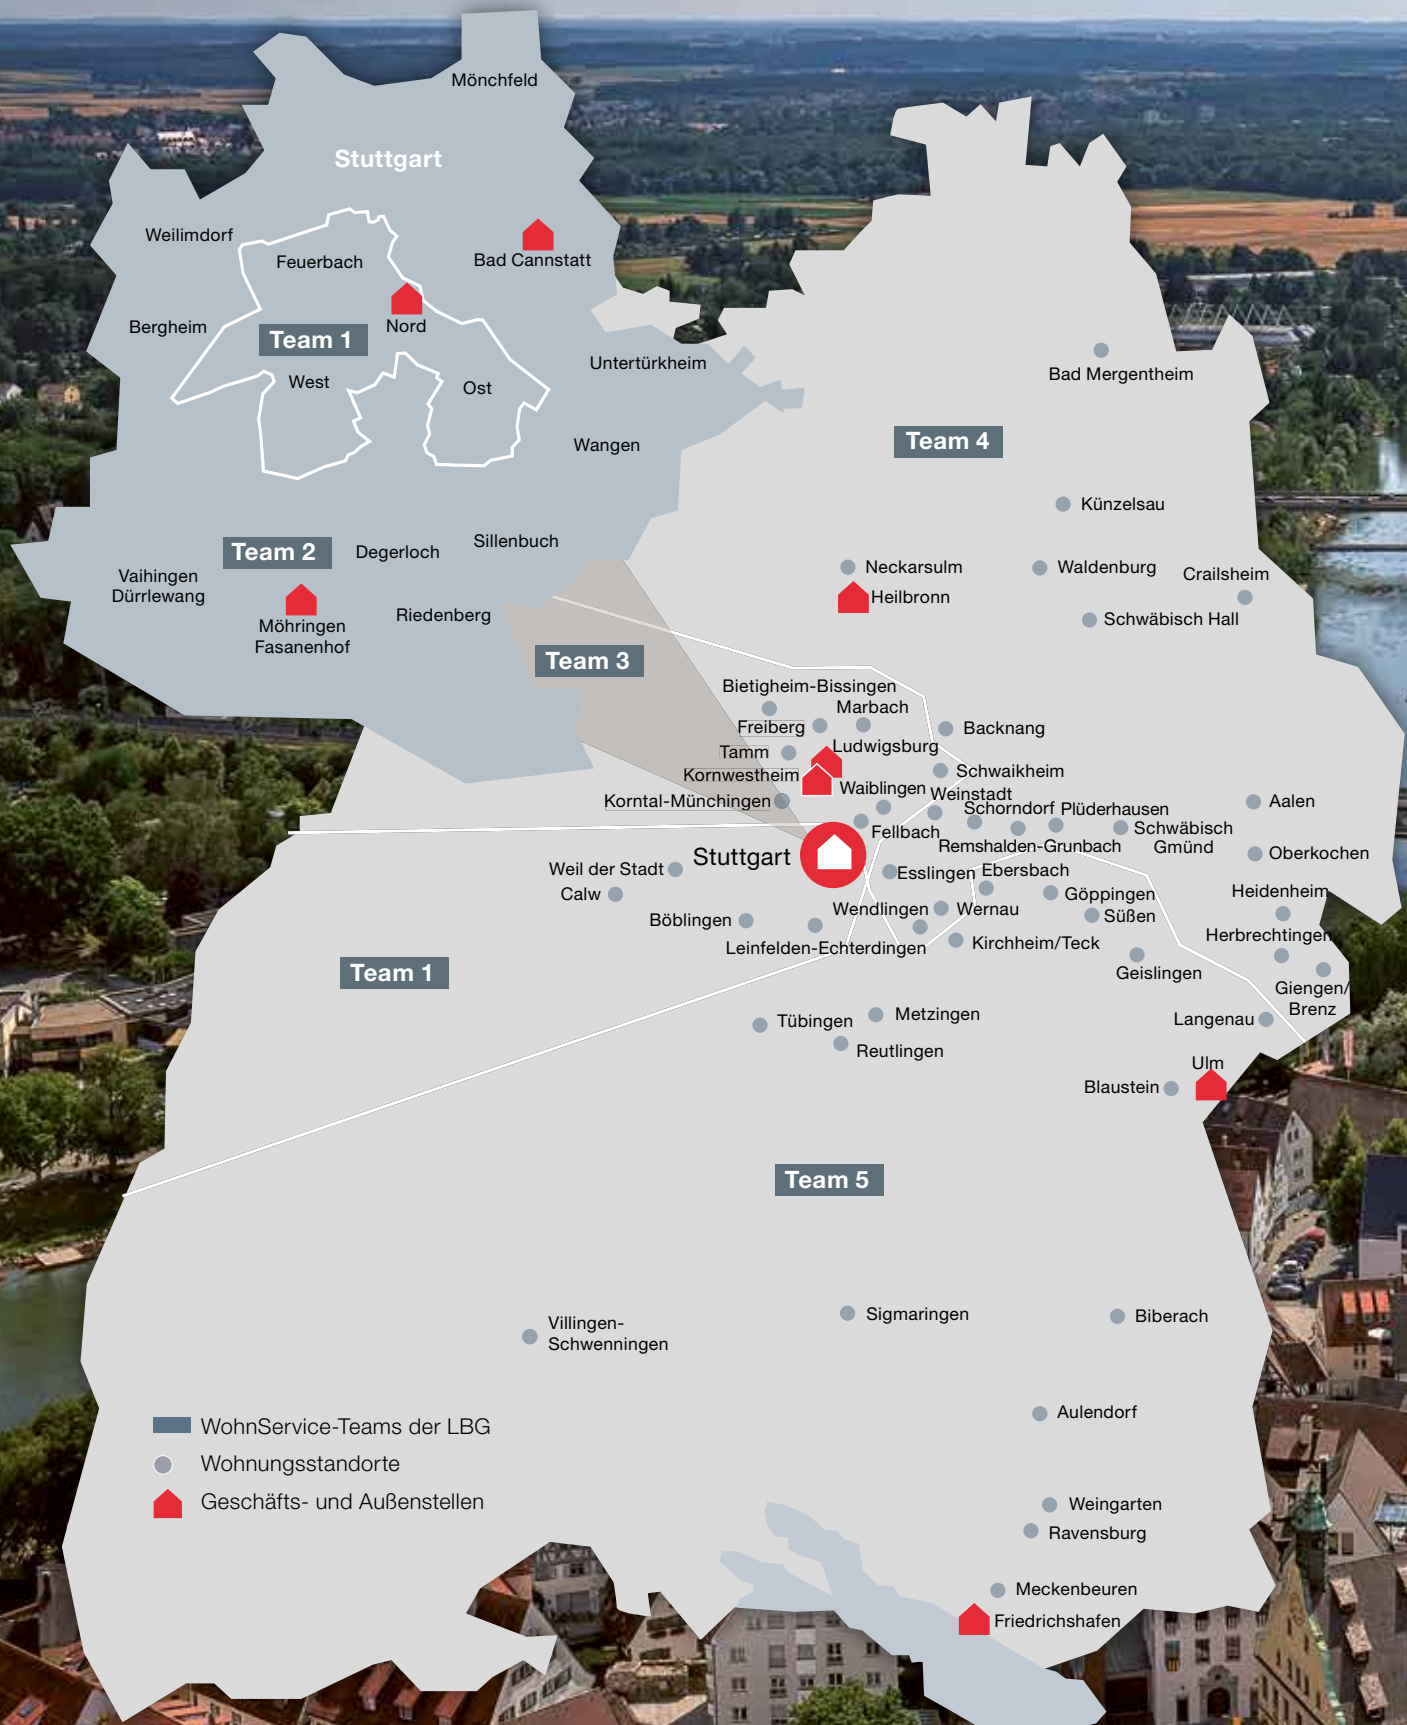 Mönchfeld
Stuttgart
Weilimdorf
Feuerbach
Bad Cannstatt
Bergheim
Team 1
Nord
West
Ost
Untertürkheim
Wangen
Team 2
Degerloch
Sillenbuch
Vaihingen
Dürrlewang
Möhringen
Fasanenhof
Riedenberg
Team 3
Bad Mergentheim
Team 4
Künzelsau
Neckarsulm
Waldenburg
Crailsheim
Heilbronn
Schwäbisch Hall
Bietigheim-Bissingen
Marbach
Freiberg
Backnang
Tamm
Ludwigsburg
Kornwestheim
Schwaikheim
Waiblingen
Weinstadt
Korntal-Münchingen
Schorndorf
Plüderhausen
Aalen
Fellbach
Schwäbisch
Gmünd
Remshalden-Grunbach
Stuttgart
Oberkochen
Weil der Stadt
Esslingen
Ebersbach
Calw
Göppingen
Heidenheim
Böblingen
Wendlingen
Wernau
Süßen
Leinfelden-Echterdingen
Kirchheim/Teck
Herbrechtingen
Team 1
Geislingen
Giengen/
Brenz
Tübingen
Metzingen
Langenau
Reutlingen
Ulm
Blaustein
Team 5
Villingen-
Schwenningen
Sigmaringen
Biberach
Aulendorf
WohnService-Teams der LBG
Wohnungsstandorte
Geschäfts- und Außenstellen
Weingarten
Ravensburg
Meckenbeuren
Friedrichshafen